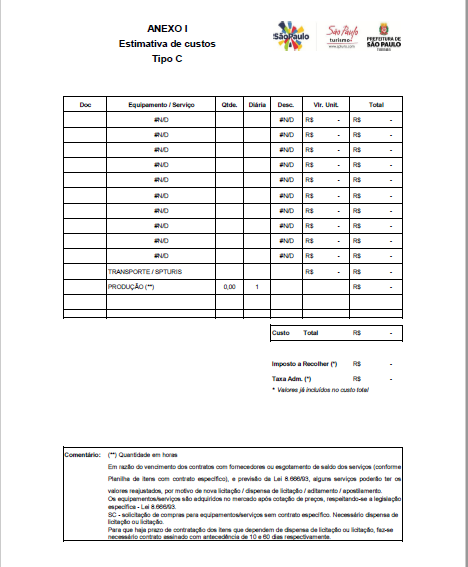 ANEXO I
Estimativa de custos
Tipo C
SãoPaulo
São Paulo
turismo
www.spturis.com
PREFEITURA DE
SÃO PAULO
TURISMO
Doc Equipamento / Serviço Qtde. Diária Desc. Vlr. Unit. Total
#N/D #N/D R$ - R$ -
#N/D #N/D R$ - R$ -
#N/D #N/D R$ - R$ -
#N/D #N/D R$ - R$ -
#N/D #N/D R$ - R$ -
#N/D #N/D R$ - R$ -
#N/D #N/D R$ - R$ -
#N/D #N/D R$ - R$ -
#N/D #N/D R$ - R$ -
#N/D #N/D R$ - R$ -
TRANSPORTE / SPTURIS R$ - R$ -
PRODUÇÃO (**) 0,00 1 R$ -
Custo Total R$ -
Imposto a Recolher (*) R$ -
Taxa Adm. (*) R$ -
* Valores já incluídos no custo total
Comentário: (**) Quantidade em horas
Em razão do vencimento dos contratos com fornecedores ou esgotamento de saldo dos serviços (conforme
Planilha de itens com contrato específico), e previsão da Lei 8.666/93, alguns serviços poderão ter os
valores reajustados, por motivo de nova licitação / dispensa de licitação / aditamento / apostilamento.
Os equipamentos/serviços são adquiridos no mercado após cotação de preços, respeitando-se a legislação
específica - Lei 8.666/93.
SC - solicitação de compras para equipamentos/serviços sem contrato específico. Necessário dispensa de
licitação ou licitação.
Para que haja prazo de contratação dos itens que dependem de dispensa de licitação ou licitação, faz-se
necessário contrato assinado com antecedência de 10 e 60 dias respectivamente.